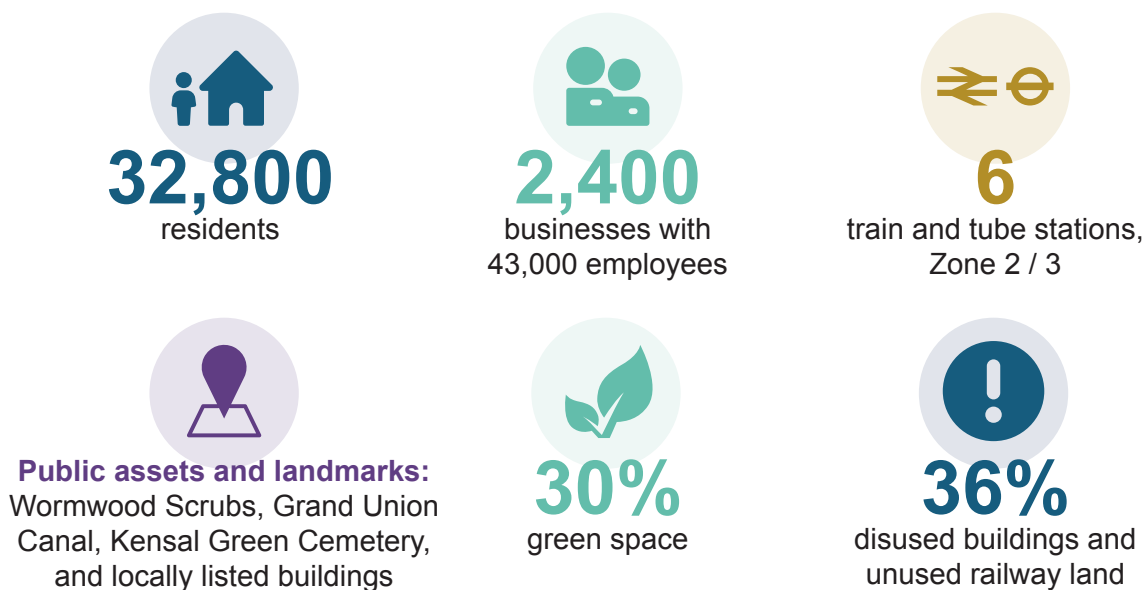 32,800
residents
2,400
businesses with
43,000 employees
6
train and tube stations,
Zone 2 / 3
Public assets and landmarks:
Wormwood Scrubs, Grand Union
Canal, Kensal Green Cemetery,
and locally listed buildings
30%
green space
36%
disused buildings and
unused railway land